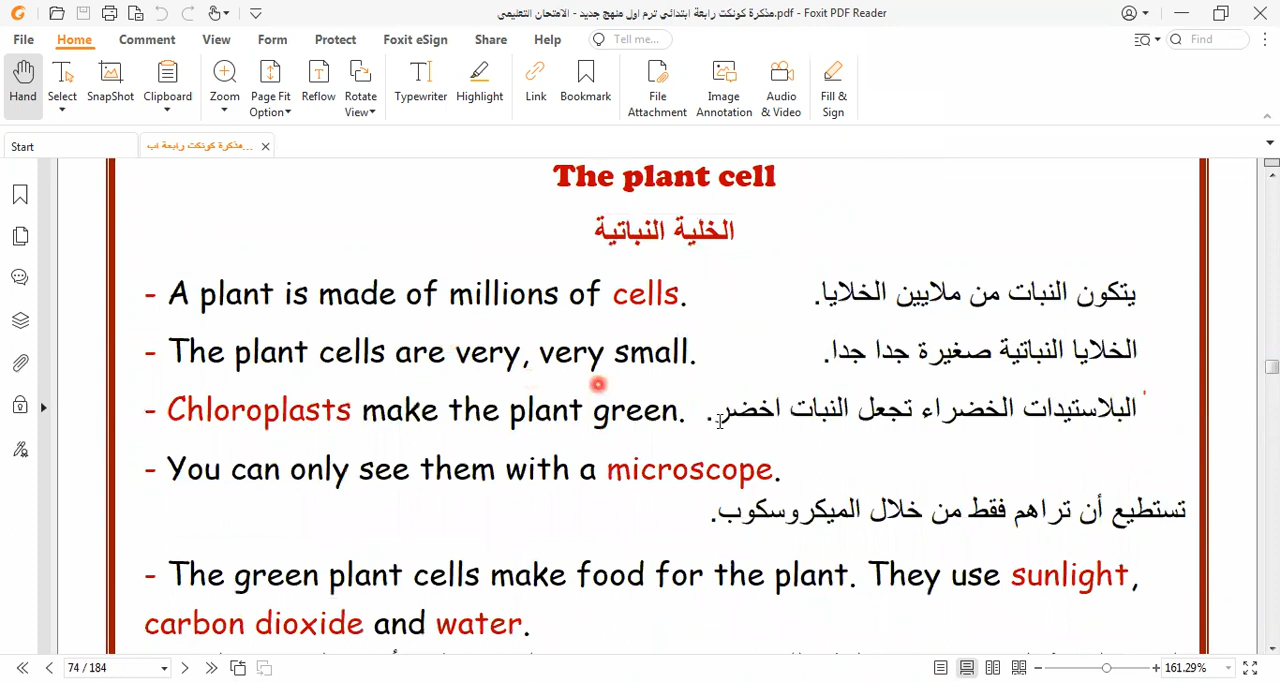 مذكرة كونكت رابعة ابتدائي ترم اول منهج جديد - الامتحان التعليمي.pdf - Foxit PDF Reader
File Home Comment View Form Protect Foxit eSign Share Help Tell me... Find
Hand Select SnapShot Clipboard Zoom Page Fit Option Reflow Rotate View Typewriter Highlight Link Bookmark File Attachment Image Annotation Audio & Video Fill & Sign
Start مذكرة كونكت رابعة اب...
The plant cell
الخلية النباتية
- A plant is made of millions of cells. يتكون النبات من ملايين الخلايا.
- The plant cells are very, very small. الخلايا النباتية صغيرة جدا جدا.
- Chloroplasts make the plant green. البلاستيدات الخضراء تجعل النبات اخضر.
- You can only see them with a microscope.
تستطيع أن تراهم فقط من خلال الميكروسكوب.
- The green plant cells make food for the plant. They use sunlight,
carbon dioxide and water.
74 / 184 161.29%